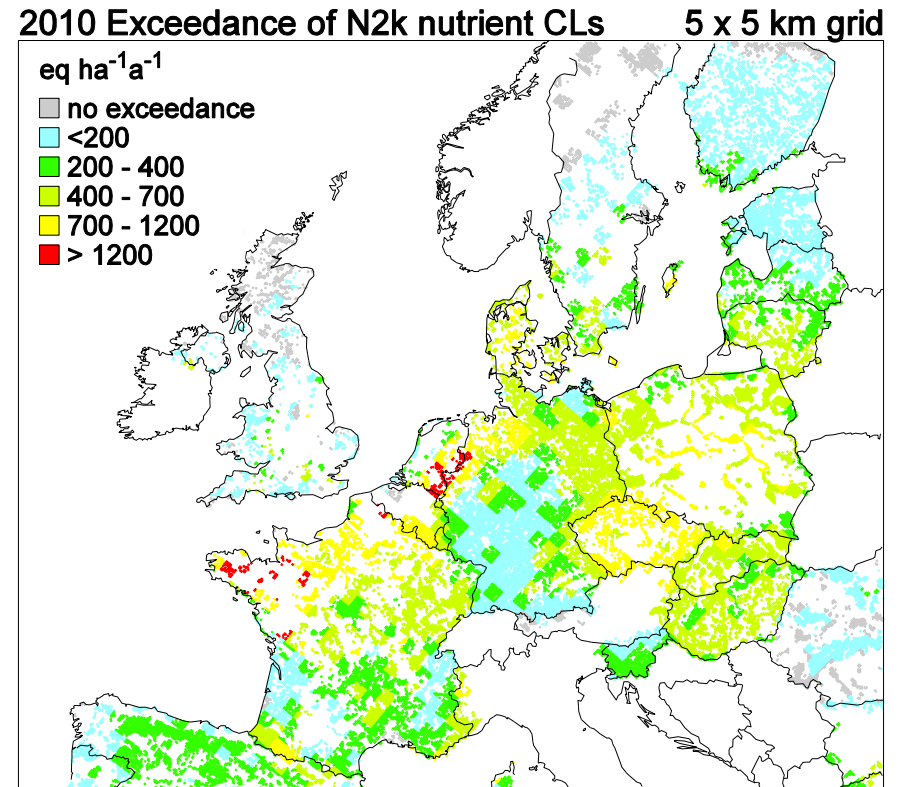 2010 Exceedance of N2k nutrient CLs 5 x 5 km grid
eq ha⁻¹a⁻¹
no exceedance
<200
200 - 400
400 - 700
700 - 1200
> 1200